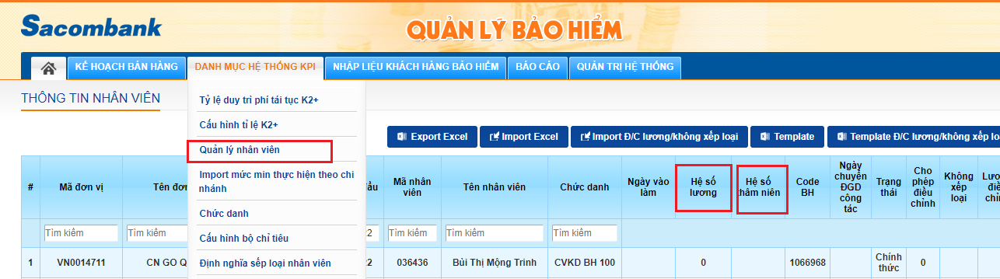 Sacombank
QUẢN LÝ BẢO HIỂM
KẾ HOẠCH BÁN HÀNG
DANH MỤC HỆ THỐNG KPI
NHẬP LIỆU KHÁCH HÀNG BẢO HIỂM
BÁO CÁO
QUẢN TRỊ HỆ THỐNG
THÔNG TIN NHÂN VIÊN
Tỷ lệ duy trì phí tái tục K2+
Cấu hình tỉ lệ K2+
Quản lý nhân viên
Import mức min thực hiện theo chi
nhánh
Chức danh
Cấu hình bộ chỉ tiêu
Định nghĩa sếp loại nhân viên
Export Excel
Import Excel
Import Đ/C lương/không xếp loại
Template
Template Đ/C lương/không xếp
#
Mã đơn vị
Tên
Mã nhân
viên
Tên nhân viên
Chức danh
Ngày vào
làm
Hệ số
lương
Hệ số
thâm niên
Code
BH
Ngày
chuyển
ĐGD
công
tác
Trạng
thái
Cho
phép
điều
chỉnh
Không
xếp
loại
Tìm kiếm
Tìm kiếm
2
Tìm kiếm
Tìm kiếm
Tìm kiếm
1
VN0014711
CN GO
2
036436
Bùi Thị Mộng Trinh
CVKD BH 100
0
1066968
Chính
thức
0